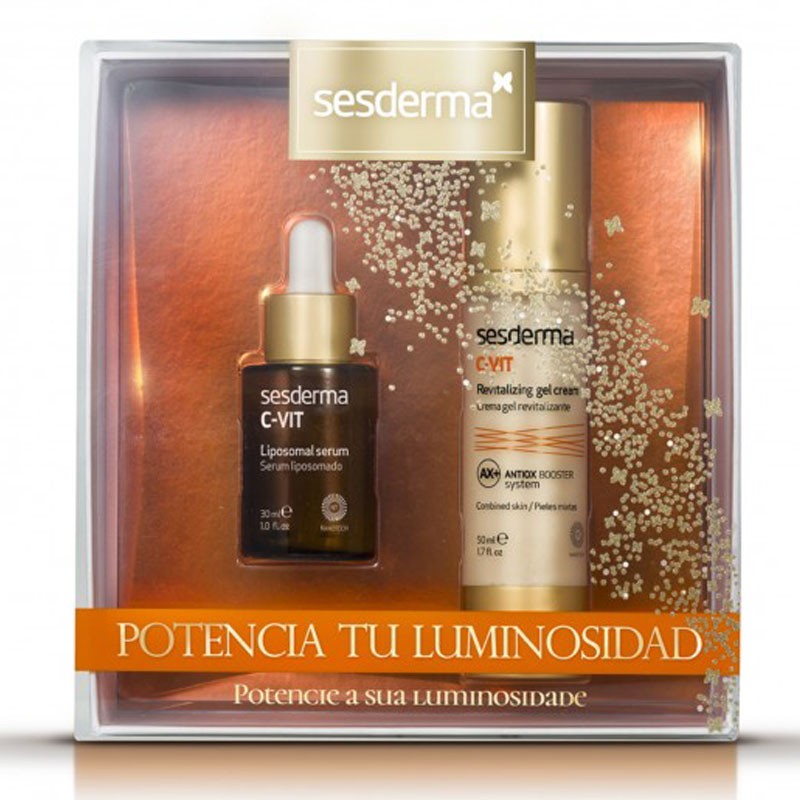 sesderma
sesderma
C-VIT
Liposomal serum
Serum liposomado
30 ml e
1.0 fl. oz
NANOTECH
sesderma
C-VIT
Revitalizing gel cream
Crema gel revitalizante
AX+ ANTIOX BOOSTER
system
Combined skin / Pieles mixtas
50 ml e
1.7 fl. oz
NANOTECH
POTENCIA TU LUMINOSIDAD
POTENCIE A SUA LUMINOSIDADE